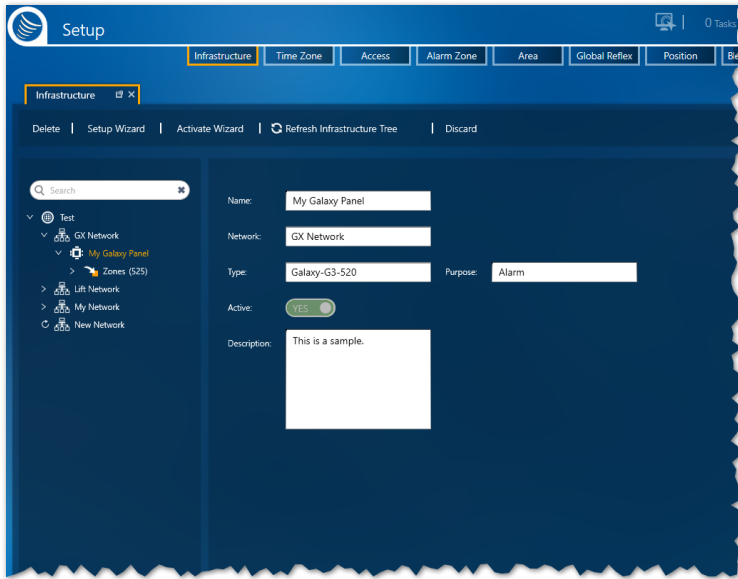 Setup
0 Tasks
Infrastructure
Time Zone
Access
Alarm Zone
Area
Global Reflex
Position
Infrastructure
Delete
Setup Wizard
Activate Wizard
Refresh Infrastructure Tree
Discard
Search
Test
GX Network
My Galaxy Panel
Zones (525)
Lift Network
My Network
New Network
Name: My Galaxy Panel
Network: GX Network
Type: Galaxy-G3-520 Purpose: Alarm
Active: YES
Description: This is a sample.